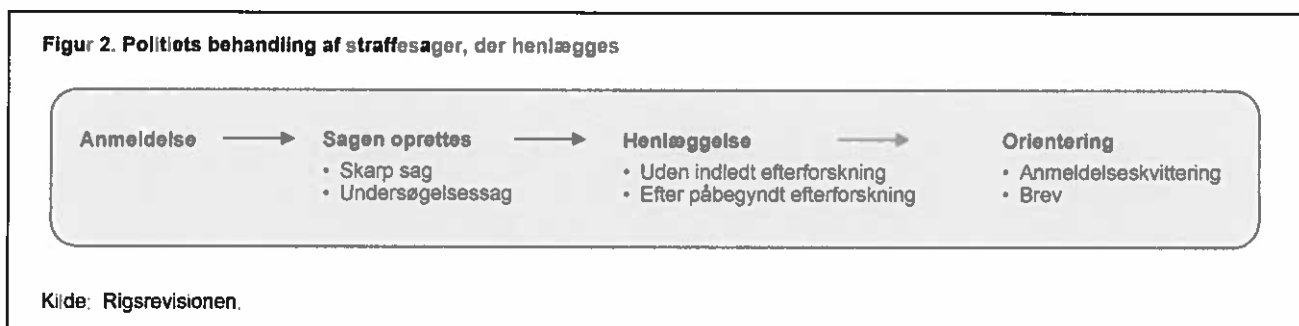 Figur 2. Politiets behandling af straffesager, der henlægges
Anmeldelse → Sagen oprettes → Henlæggelse → Orientering
• Skarp sag • Uden indledt efterforskning • Anmeldelseskvittering
• Undersøgelsessag • Efter påbegyndt efterforskning • Brev
Kilde: Rigsrevisionen.